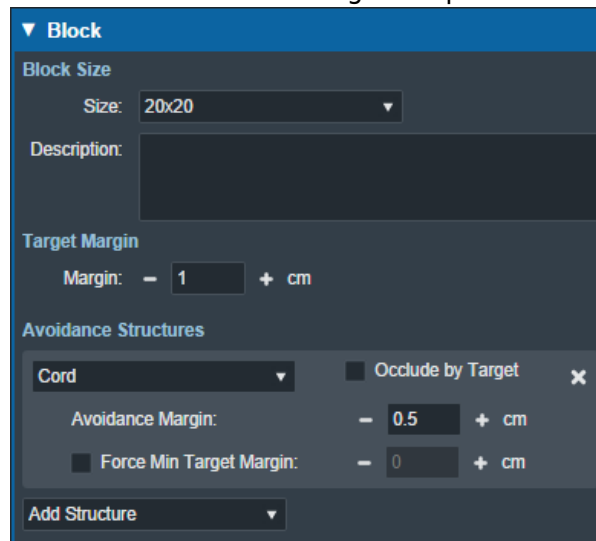 Block
Block Size
Size: 20x20
Description:
Target Margin
Margin: − 1 + cm
Avoidance Structures
Cord Occlude by Target
Avoidance Margin: − 0.5 + cm
Force Min Target Margin: − 0 + cm
Add Structure